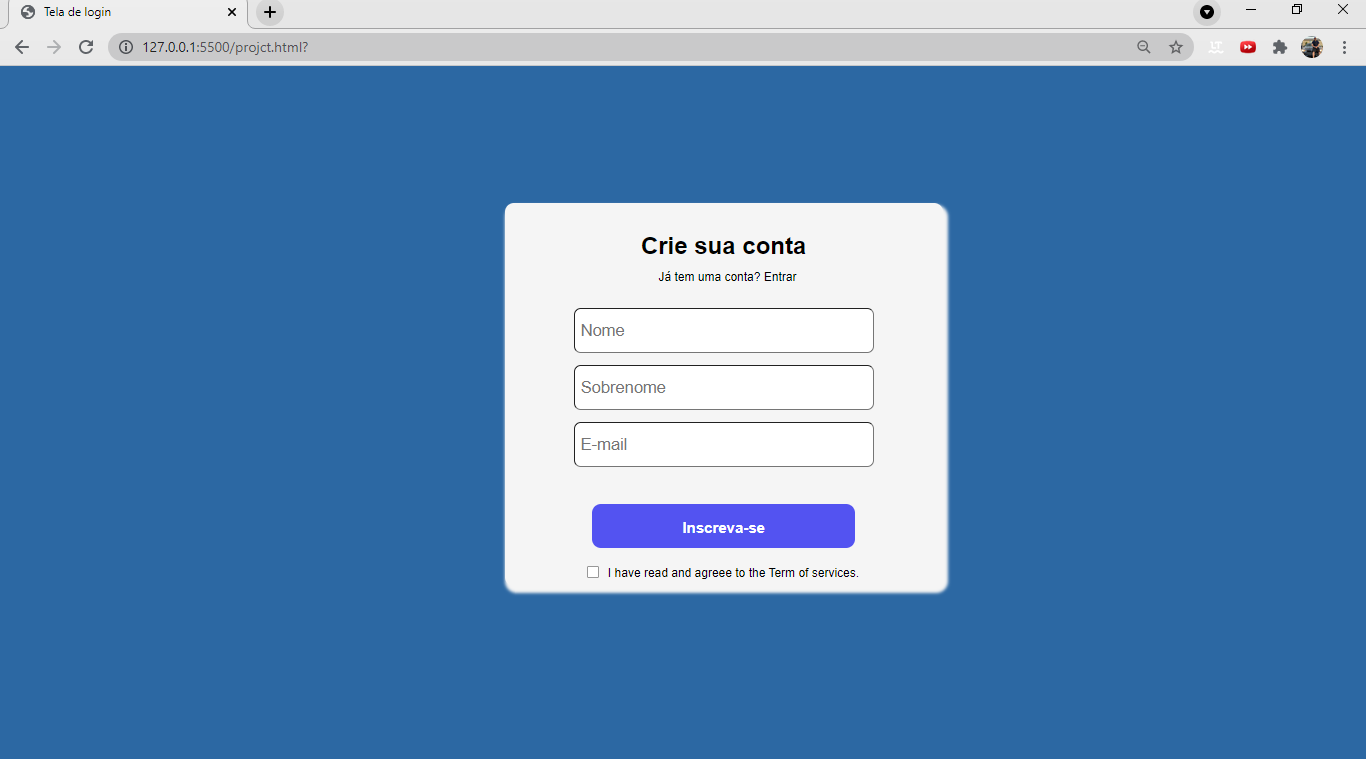 Tela de login
127.0.0.1:5500/projct.html?
Crie sua conta
Já tem uma conta? Entrar
Nome
Sobrenome
E-mail
Inscreva-se
I have read and agreee to the Term of services.